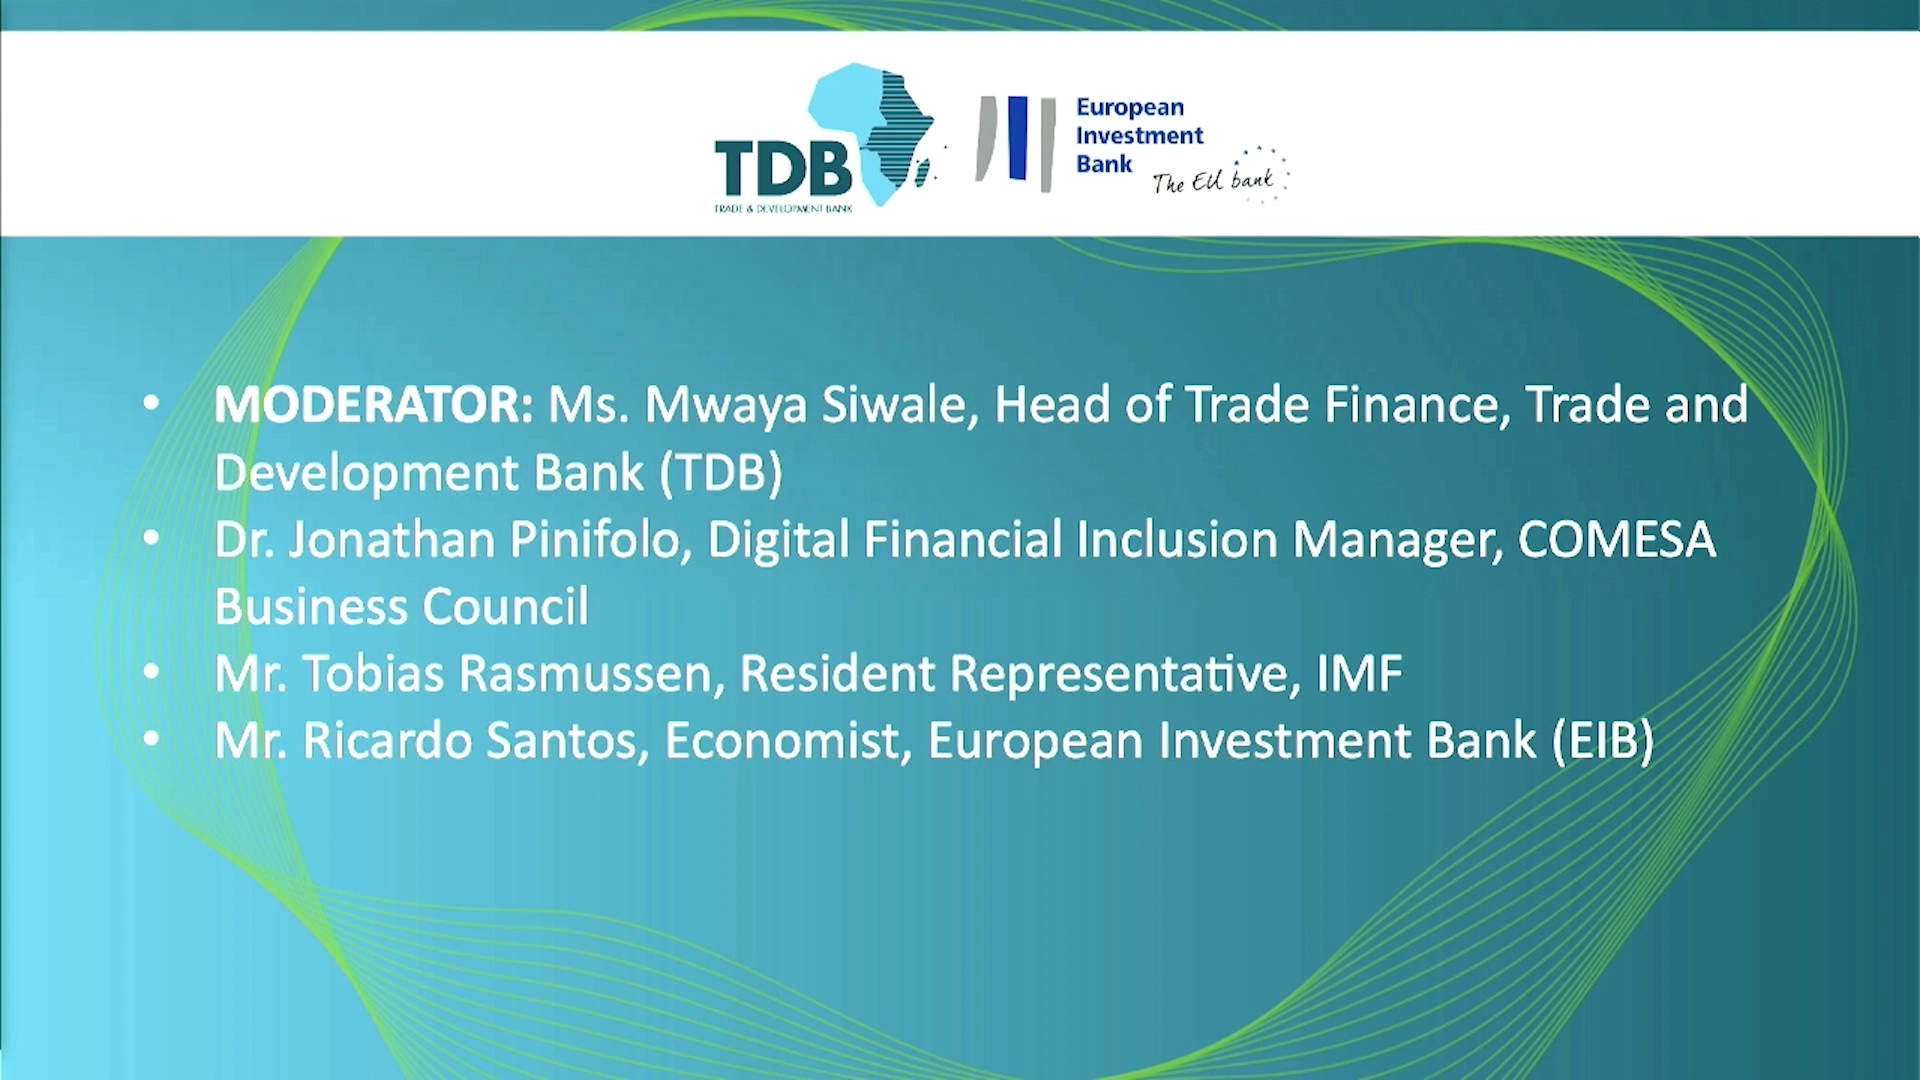 TDB
TRADE & DEVELOPMENT BANK
European
Investment
Bank
The EU bank
• MODERATOR: Ms. Mwaya Siwale, Head of Trade Finance, Trade and
Development Bank (TDB)
• Dr. Jonathan Pinifolo, Digital Financial Inclusion Manager, COMESA
Business Council
• Mr. Tobias Rasmussen, Resident Representative, IMF
• Mr. Ricardo Santos, Economist, European Investment Bank (EIB)